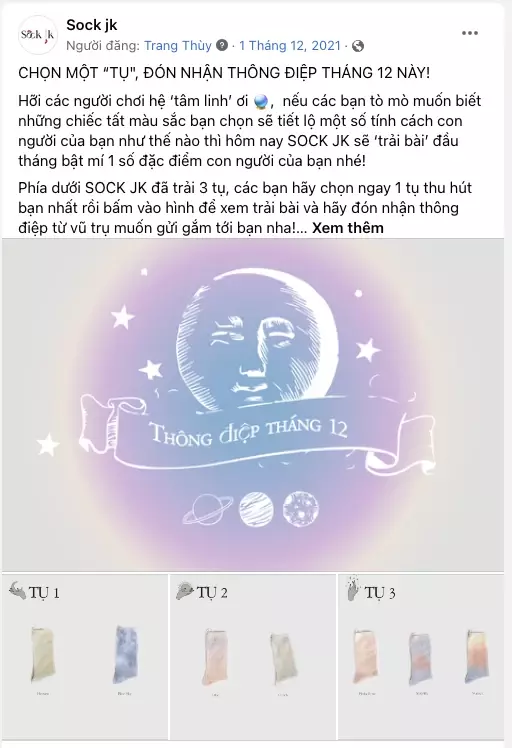 Sock jk
Người đăng: Trang Thùy · 1 Tháng 12, 2021 ·
CHỌN MỘT “TỤ", ĐÓN NHẬN THÔNG ĐIỆP THÁNG 12 NÀY!
Hỡi các người chơi hệ ‘tâm linh’ ơi 🔮, nếu các bạn tò mò muốn biết
những chiếc tất màu sắc bạn chọn sẽ tiết lộ một số tính cách con
người của bạn như thế nào thì hôm nay SOCK JK sẽ ‘trải bài’ đầu
tháng bật mí 1 số đặc điểm con người của bạn nhé!
Phía dưới SOCK JK đã trải 3 tụ, các bạn hãy chọn ngay 1 tụ thu hút
bạn nhất rồi bấm vào hình để xem trải bài và hãy đón nhận thông
điệp từ vũ trụ muốn gửi gắm tới bạn nha!... Xem thêm
THÔNG ĐIỆP THÁNG 12
TỤ 1
TỤ 2
TỤ 3